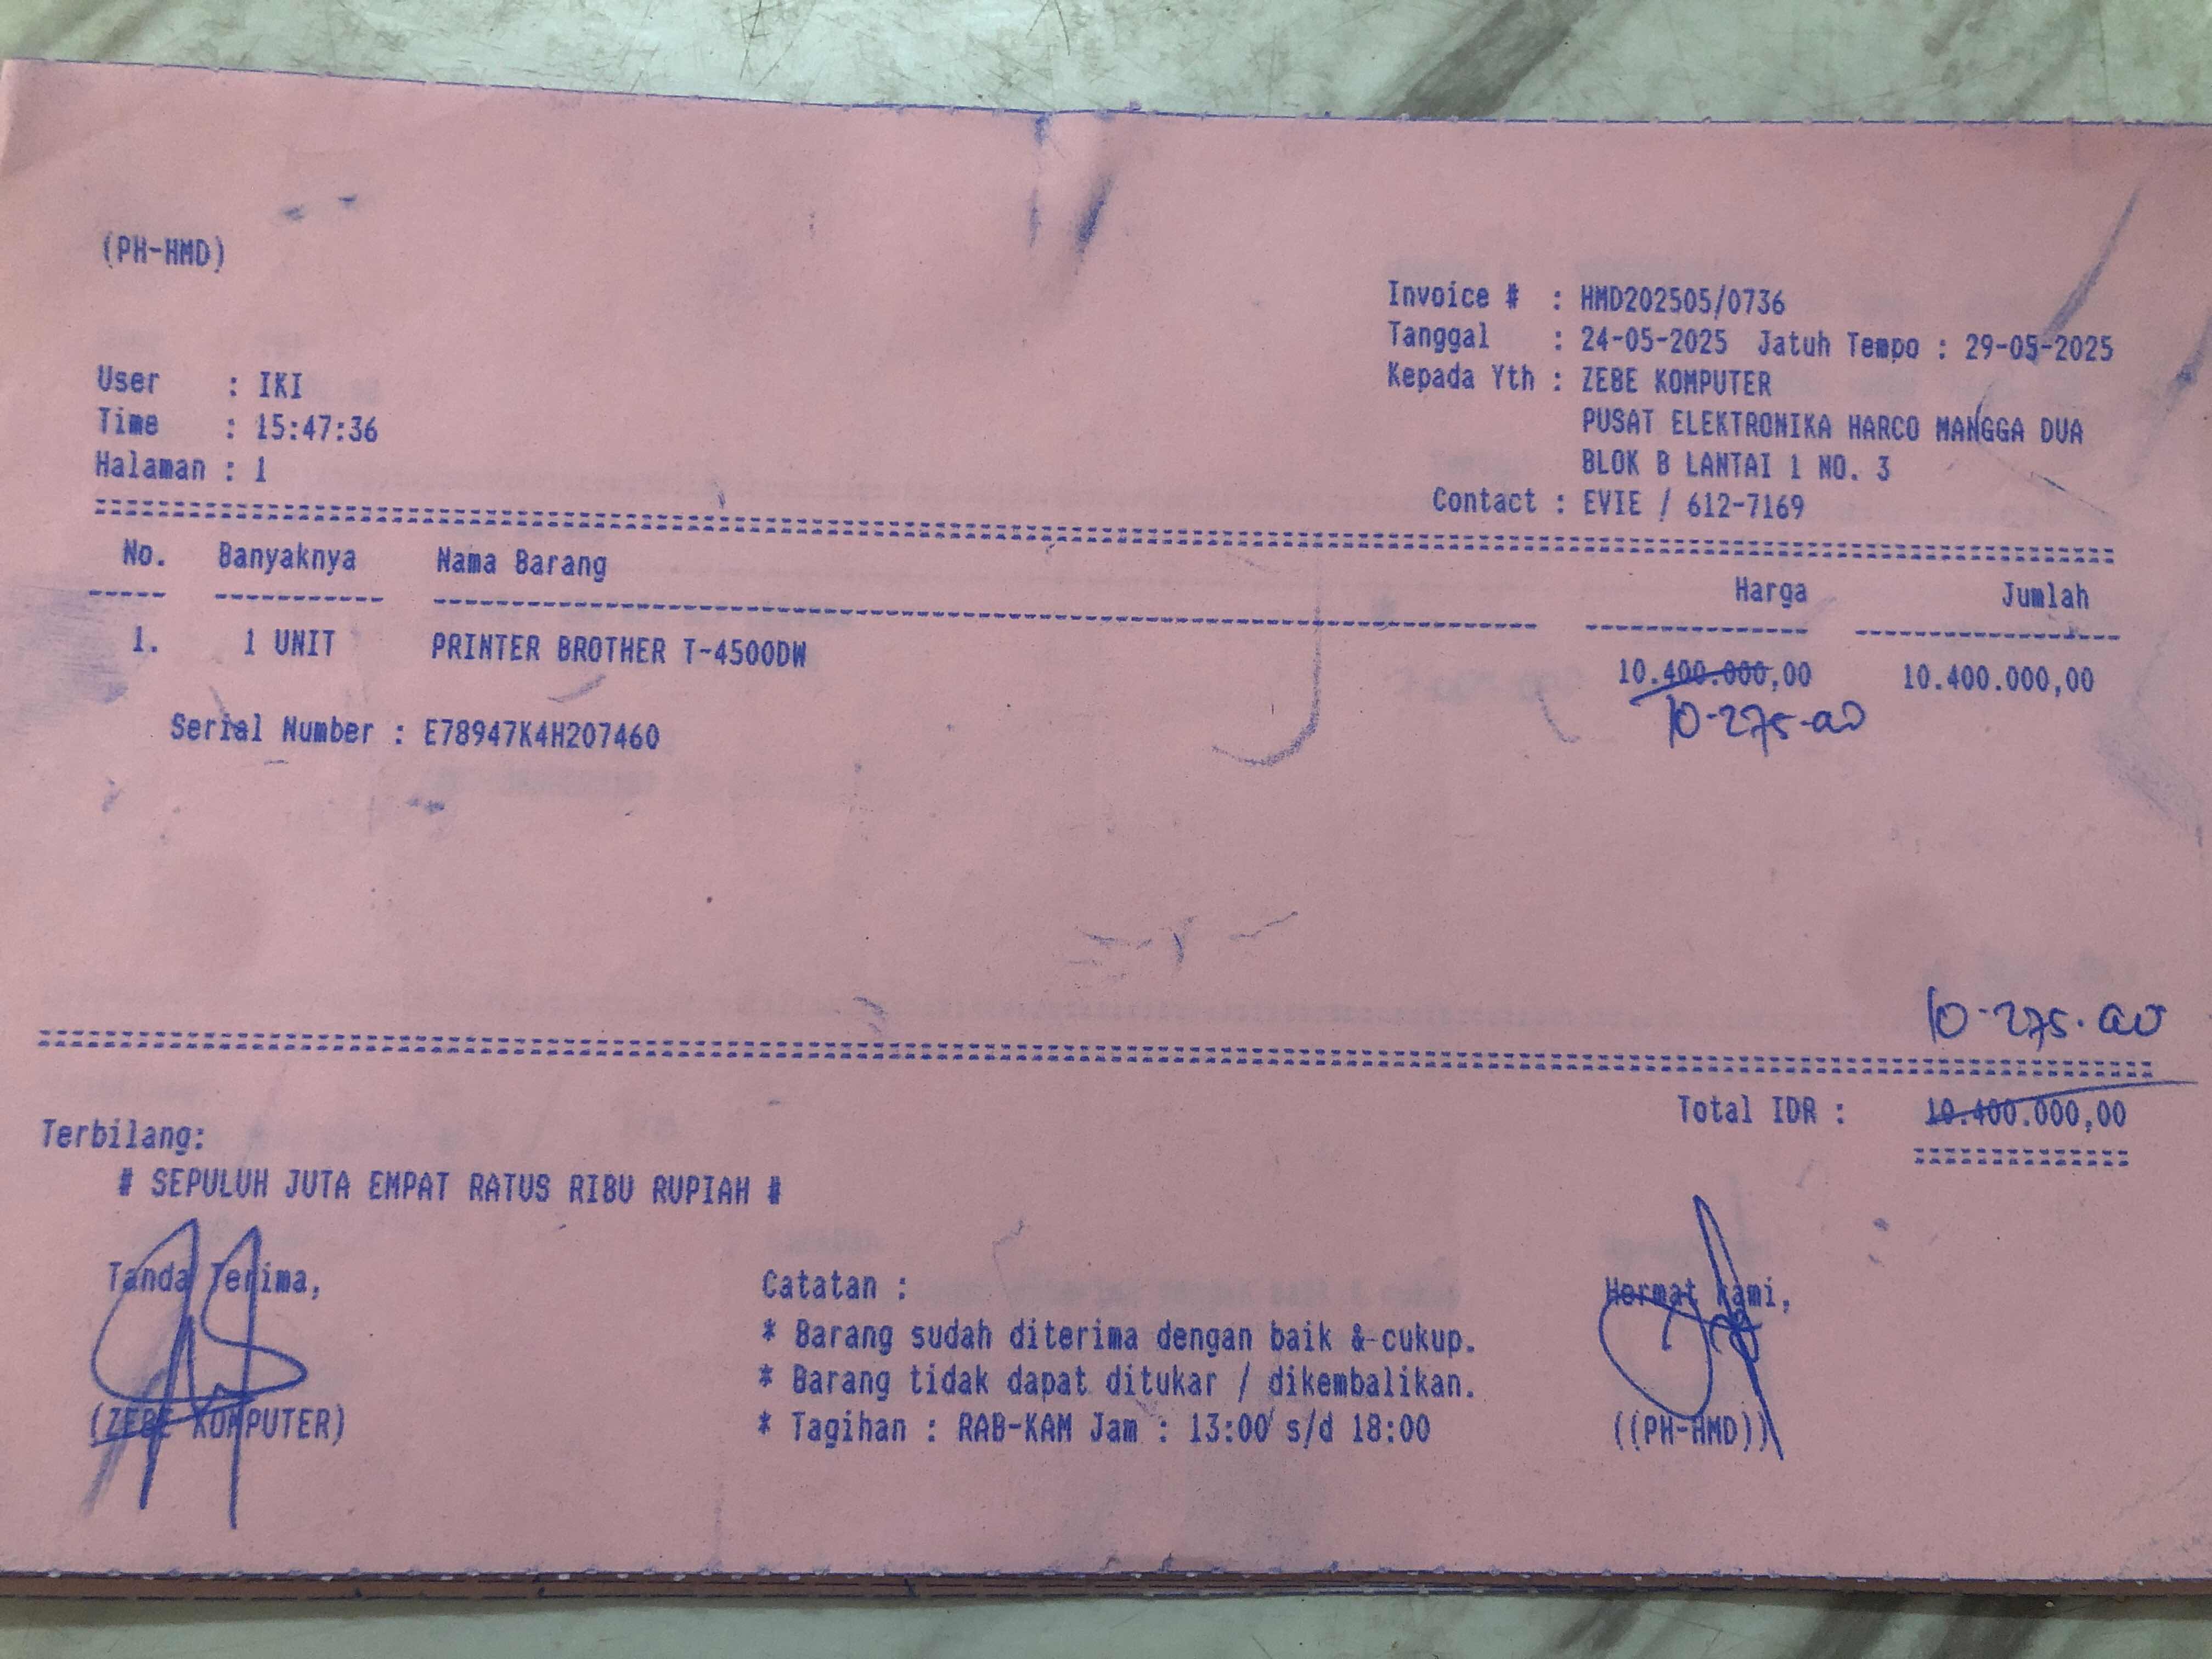 (PH-HMD)
Invoice # : HMD202505/0736
Tanggal : 24-05-2025 Jatuh Tempo : 29-05-2025
Kepada Yth : ZEBE KOMPUTER
PUSAT ELEKTRONIKA HARCO MANGGA DUA
BLOK B LANTAI 1 NO. 3
Contact : EVIE / 612-7169
User : IKI
Time : 15:47:36
Halaman : 1
No. Banyaknya Nama Barang Harga Jumlah
1. 1 UNIT PRINTER BROTHER T-4500DW 10.400.000,00 10.400.000,00
10.275.00
Serial Number : E78947K4H207460
10.275.00
Total IDR : 10.400.000,00
Terbilang:
# SEPULUH JUTA EMPAT RATUS RIBU RUPIAH #
Tanda Terima,
(ZEBE KOMPUTER)
Catatan :
* Barang sudah diterima dengan baik & cukup.
* Barang tidak dapat ditukar / dikembalikan.
* Tagihan : RAB-KAM Jam : 13:00 s/d 18:00
Hormat kami,
((PH-HMD))